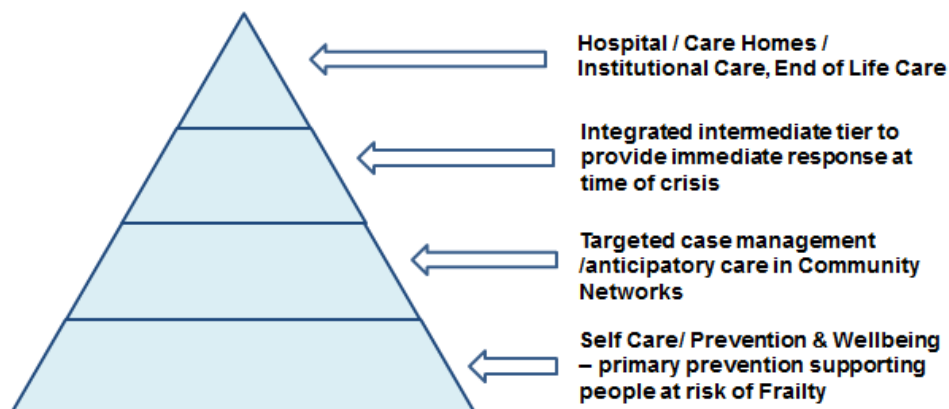 Hospital / Care Homes /
Institutional Care, End of Life Care
Integrated intermediate tier to
provide immediate response at
time of crisis
Targeted case management
/anticipatory care in Community
Networks
Self Care/ Prevention & Wellbeing
– primary prevention supporting
people at risk of Frailty